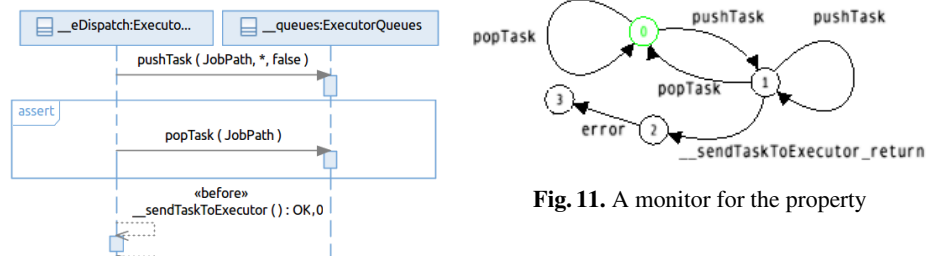 __eDispatch:Executo...
__queues:ExecutorQueues
pushTask ( JobPath, *, false )
assert
popTask ( JobPath )
«before»
__sendTaskToExecutor ( ) : OK,0
popTask
0
pushTask
pushTask
popTask
1
3
error
2
__sendTaskToExecutor_return
Fig. 11. A monitor for the property